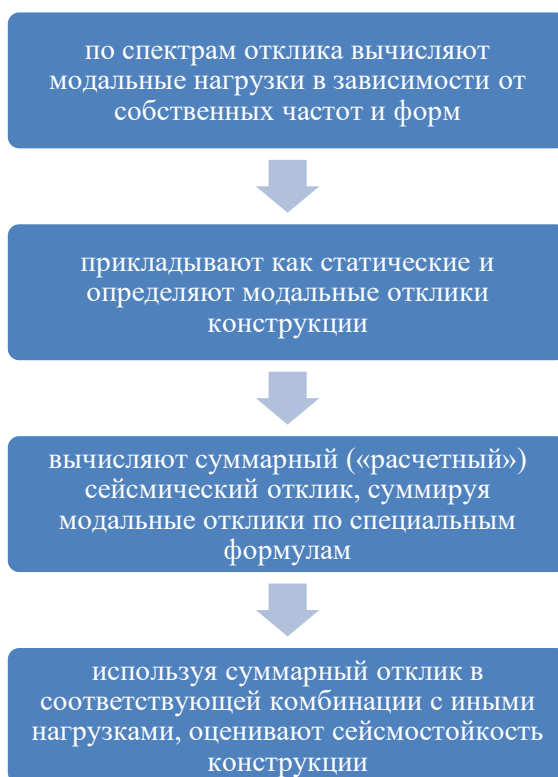 по спектрам отклика вычисляют
модальные нагрузки в зависимости от
собственных частот и форм
прикладывают как статические и
определяют модальные отклики
конструкции
вычисляют суммарный («расчетный»)
сейсмический отклик, суммируя
модальные отклики по специальным
формулам
используя суммарный отклик в
соответствующей комбинации с иными
нагрузками, оценивают сейсмостойкость
конструкции